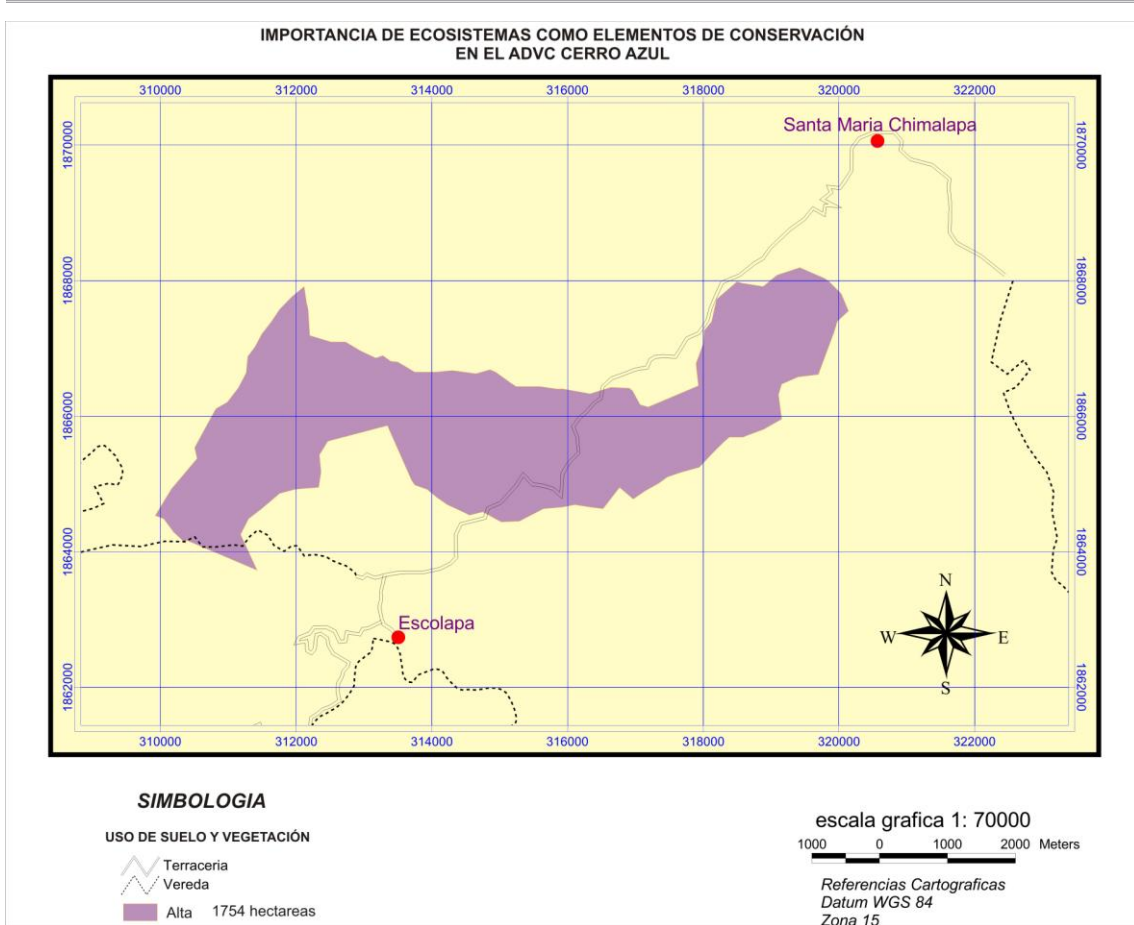 IMPORTANCIA DE ECOSISTEMAS COMO ELEMENTOS DE CONSERVACIÓN
EN EL ADVC CERRO AZUL
310000 312000 314000 316000 318000 320000 322000
Santa Maria Chimalapa
1870000 1870000
1868000 1868000
1866000 1866000
1864000 1864000
Escolapa
N
W E
S
1862000 1862000
310000 312000 314000 316000 318000 320000 322000
SIMBOLOGIA
USO DE SUELO Y VEGETACIÓN
Terraceria
Vereda
Alta 1754 hectareas
escala grafica 1: 70000
1000 0 1000 2000 Meters
Referencias Cartograficas
Datum WGS 84
Zona 15